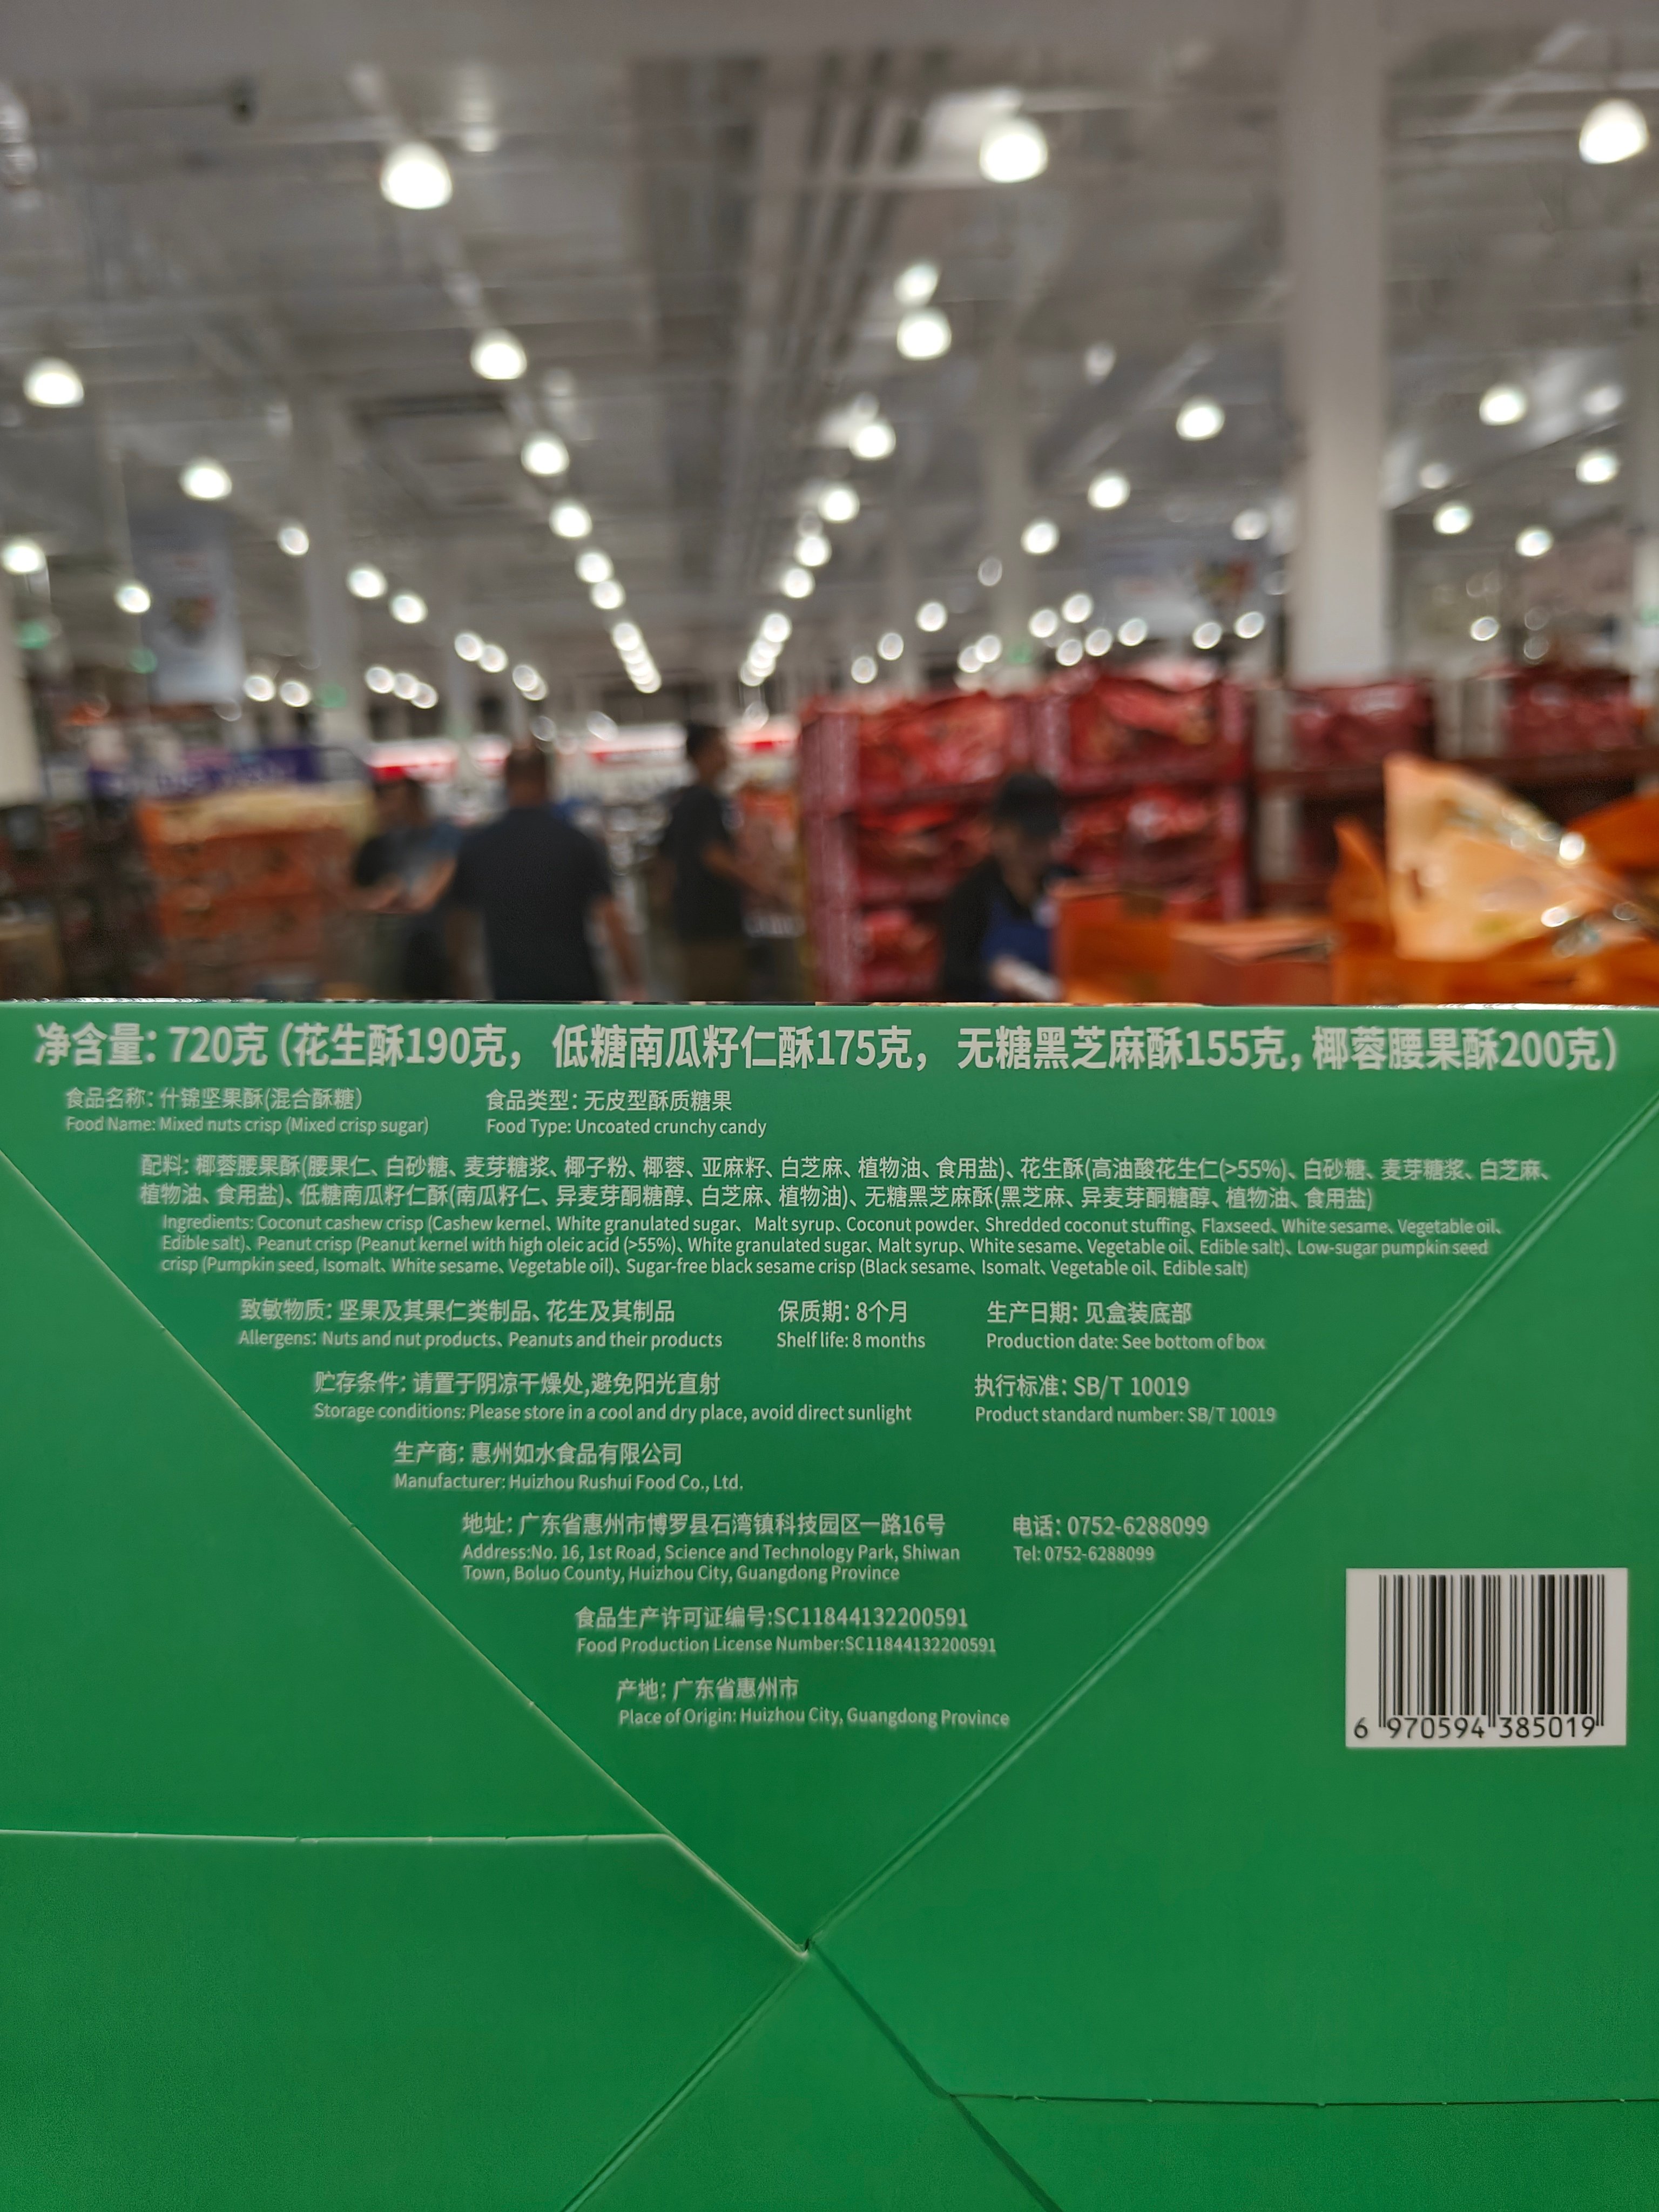 净含量：720克（花生酥190克， 低糖南瓜籽仁酥175克， 无糖黑芝麻酥155克，椰蓉腰果酥200克）
食品名称：什锦坚果酥(混合酥糖） 食品类型：无皮型酥质糖果
Food Name: Mixed nuts crisp (Mixed crisp sugar) Food Type: Uncoated crunchy candy
配料：椰蓉腰果酥(腰果仁、白砂糖、麦芽糖浆、椰子粉、椰蓉、亚麻籽、白芝麻、植物油、食用盐)、花生酥(高油酸花生仁(>55%)、白砂糖、麦芽糖浆、白芝麻、
植物油、食用盐)、低糖南瓜籽仁酥(南瓜籽仁、异麦芽酮糖醇、白芝麻、植物油)、无糖黑芝麻酥(黑芝麻、异麦芽酮糖醇、植物油、食用盐)
Ingredients: Coconut cashew crisp (Cashew kernel、White granulated sugar、 Malt syrup、Coconut powder、Shredded coconut stuffing、Flaxseed、White sesame、Vegetable oil、
Edible salt)、Peanut crisp (Peanut kernel with high oleic acid (>55%)、White granulated sugar、Malt syrup、White sesame、Vegetable oil、Edible salt)、Low-sugar pumpkin seed
crisp (Pumpkin seed, Isomalt、White sesame、Vegetable oil)、Sugar-free black sesame crisp (Black sesame、Isomalt、Vegetable oil、Edible salt)
致敏物质：坚果及其果仁类制品、花生及其制品 保质期：8个月 生产日期：见盒装底部
Allergens: Nuts and nut products、Peanuts and their products Shelf life: 8 months Production date: See bottom of box
贮存条件：请置于阴凉干燥处,避免阳光直射 执行标准：SB/T 10019
Storage conditions: Please store in a cool and dry place, avoid direct sunlight Product standard number: SB/T 10019
生产商：惠州如水食品有限公司
Manufacturer: Huizhou Rushui Food Co., Ltd.
地址：广东省惠州市博罗县石湾镇科技园区一路16号 电话：0752-6288099
Address:No. 16, 1st Road, Science and Technology Park, Shiwan Tel: 0752-6288099
Town, Boluo County, Huizhou City, Guangdong Province
食品生产许可证编号:SC11844132200591
Food Production License Number:SC11844132200591
产地：广东省惠州市
Place of Origin: Huizhou City, Guangdong Province
6 970594 385019